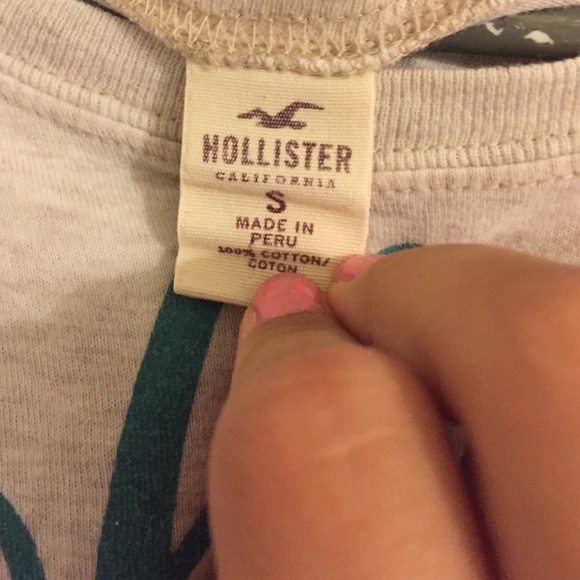 HOLLISTER
CALIFORNIA
S
MADE IN
PERU
100% COTTON/
COTON